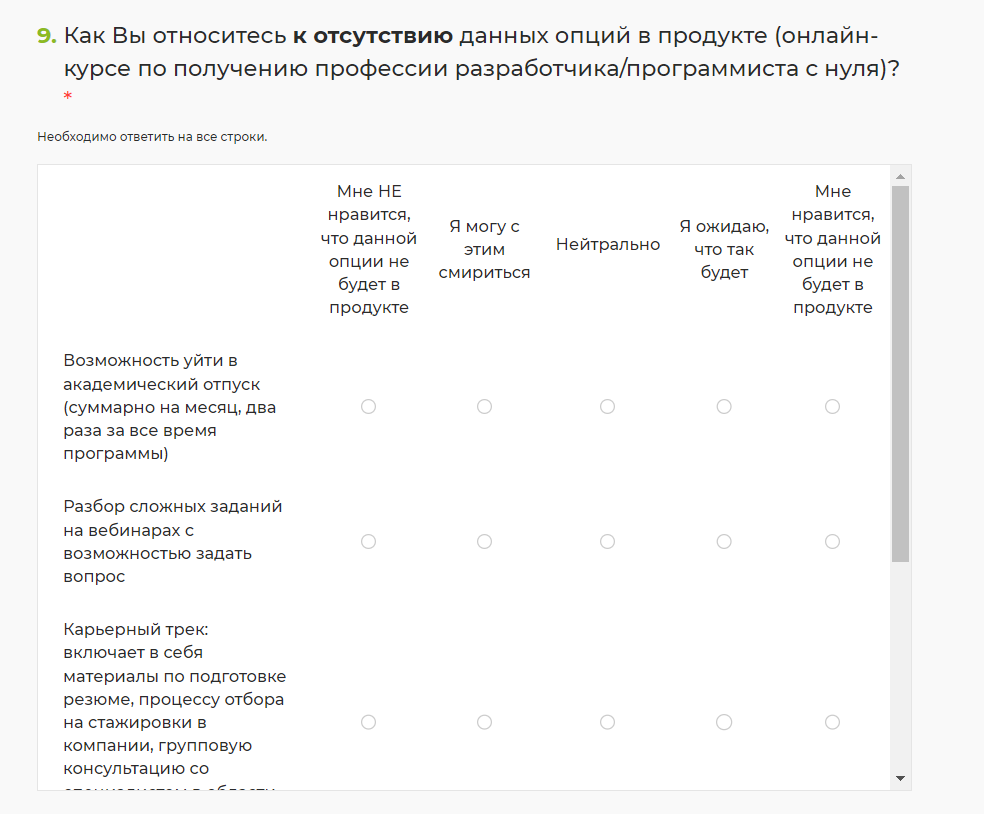 9. Как Вы относитесь к отсутствию данных опций в продукте (онлайн-
курсе по получению профессии разработчика/программиста с нуля)?
*
Необходимо ответить на все строки.
Мне НЕ
нравится,
что данной
опции не
будет в
продукте
Я могу с
этим
смириться
Нейтрально
Я ожидаю,
что так
будет
Мне
нравится,
что данной
опции не
будет в
продукте
Возможность уйти в
академический отпуск
(суммарно на месяц, два
раза за все время
программы)
Разбор сложных заданий
на вебинарах с
возможностью задать
вопрос
Карьерный трек:
включает в себя
материалы по подготовке
резюме, процессу отбора
на стажировки в
компании, групповую
консультацию со